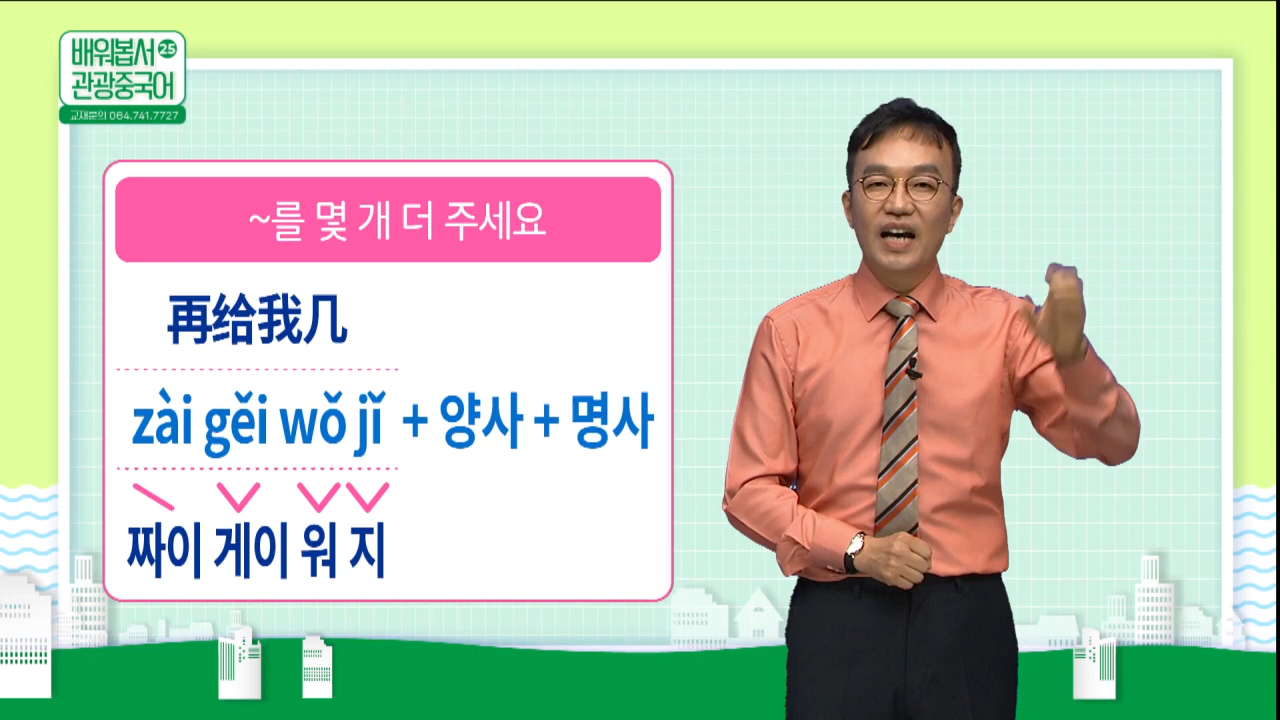 배워봅서 25
관광중국어
교재문의 064.741.7727
~를 몇 개 더 주세요
再给我几
zài gěi wǒ jǐ + 양사 + 명사
짜이 게이 워 지